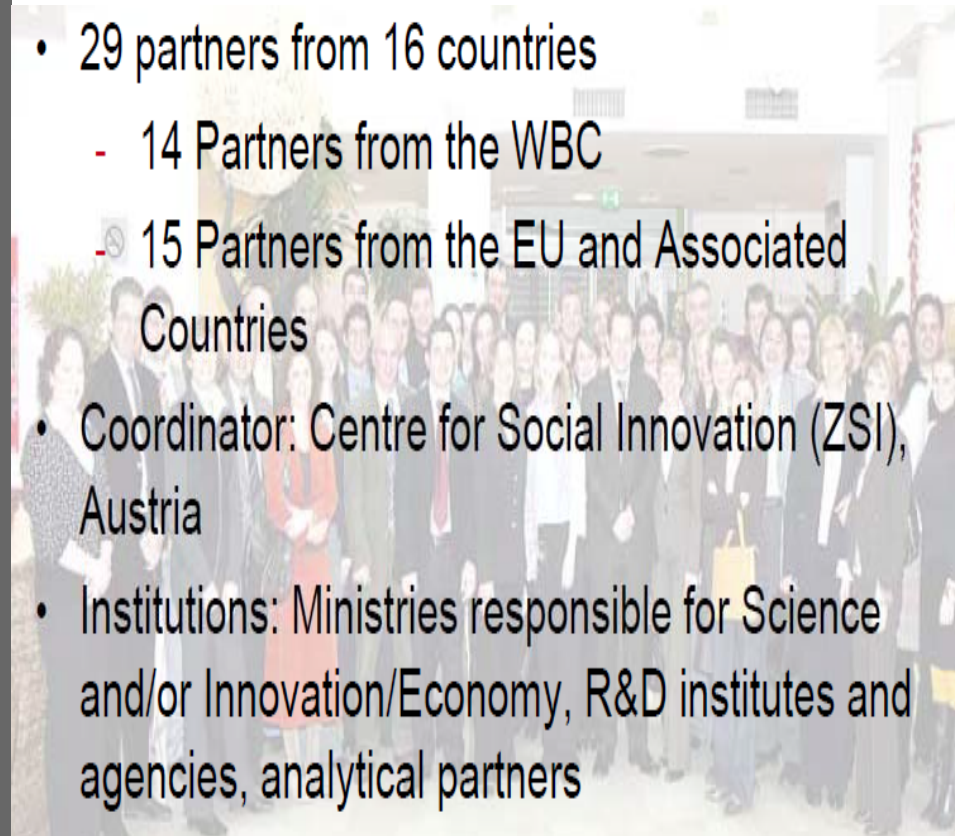 • 29 partners from 16 countries
- 14 Partners from the WBC
- 15 Partners from the EU and Associated
Countries
• Coordinator: Centre for Social Innovation (ZSI),
Austria
• Institutions: Ministries responsible for Science
and/or Innovation/Economy, R&D institutes and
agencies, analytical partners